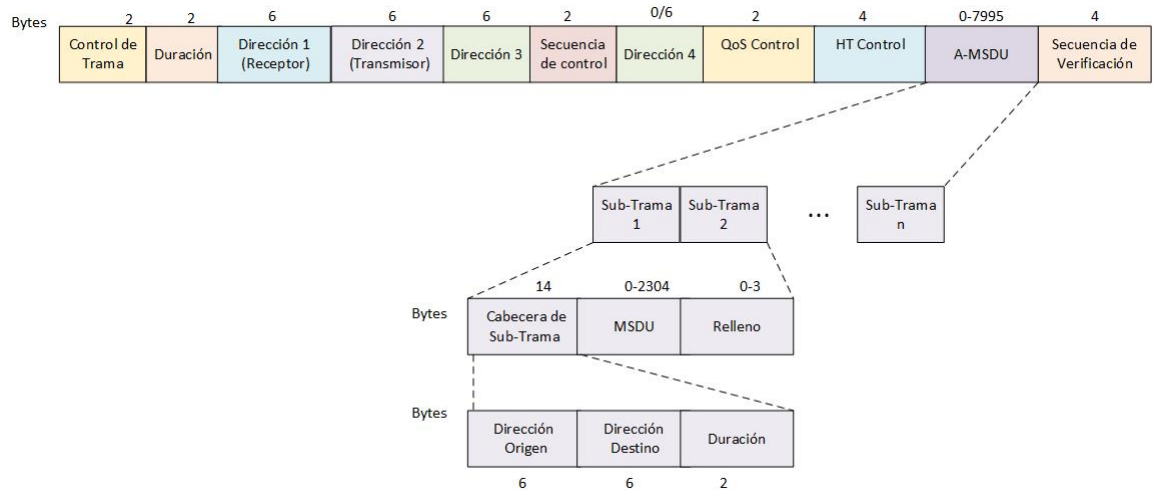 Bytes 2 2 6 6 6 2 0/6 2 4 0-7995 4
Control de Trama
Duración
Dirección 1 (Receptor)
Dirección 2 (Transmisor)
Dirección 3
Secuencia de control
Dirección 4
QoS Control
HT Control
A-MSDU
Secuencia de Verificación
Sub-Trama 1
Sub-Trama 2
...
Sub-Trama n
Bytes 14 0-2304 0-3
Cabecera de Sub-Trama
MSDU
Relleno
Bytes
Dirección Origen
Dirección Destino
Duración
6 6 2